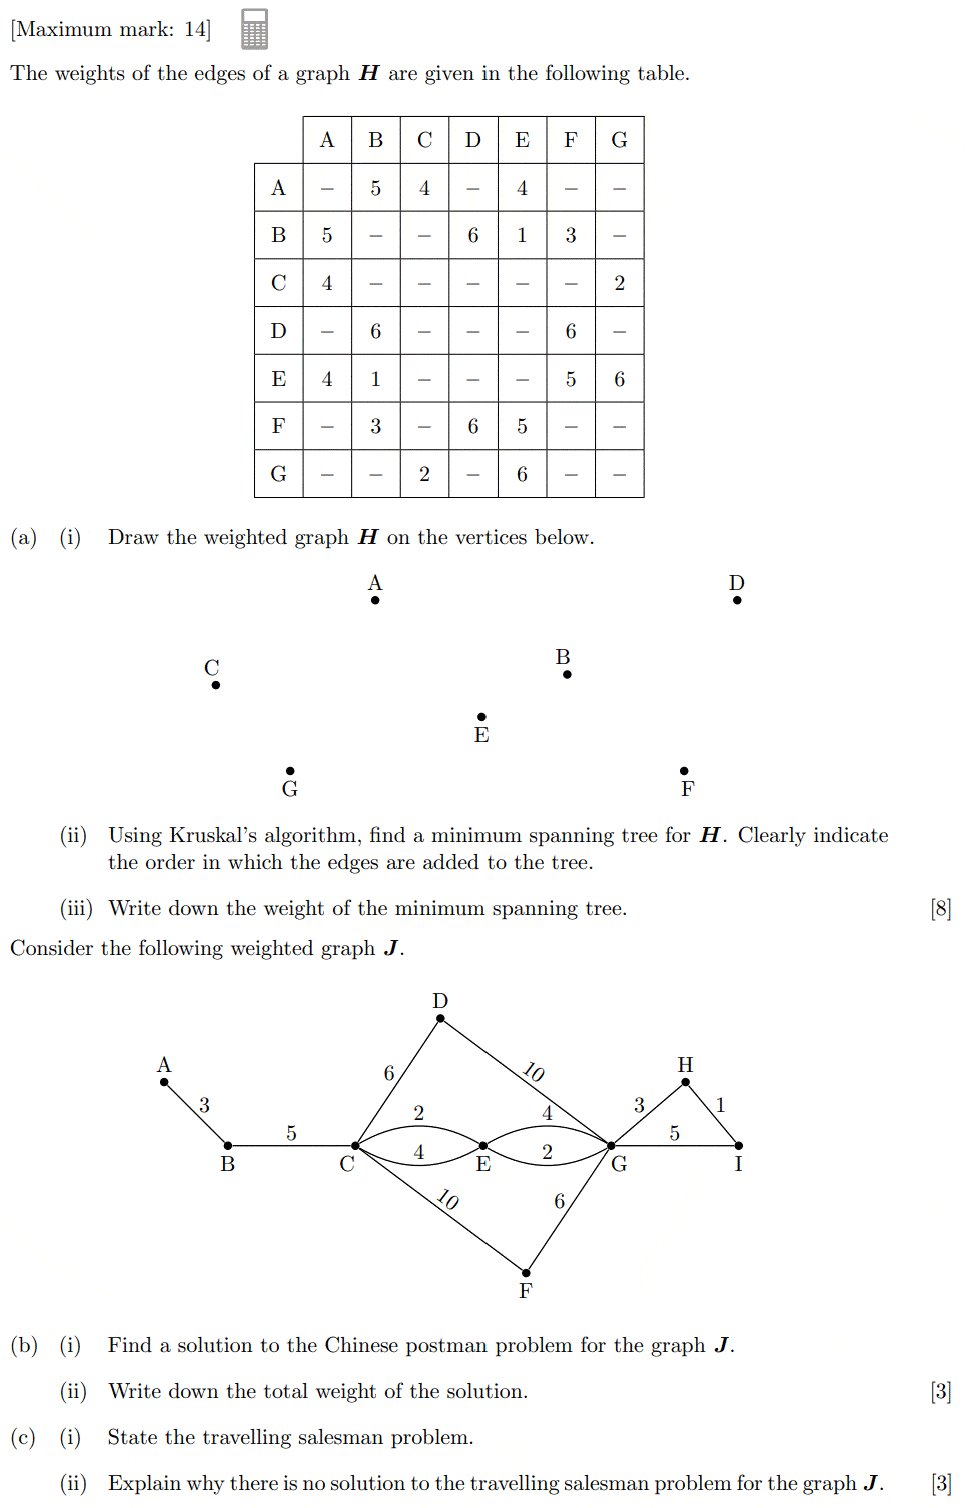 [Maximum mark: 14]
The weights of the edges of a graph H are given in the following table.
A B C D E F G
A – 5 4 – 4 – –
B 5 – – 6 1 3 –
C 4 – – – – – 2
D – 6 – – – 6 –
E 4 1 – – – 5 6
F – 3 – 6 5 – –
G – – 2 – 6 – –
(a) (i) Draw the weighted graph H on the vertices below.
A
D
C
B
E
G
F
(ii) Using Kruskal's algorithm, find a minimum spanning tree for H. Clearly indicate
the order in which the edges are added to the tree.
(iii) Write down the weight of the minimum spanning tree. [8]
Consider the following weighted graph J.
D
A
H
6
10
3
2
4
3
1
5
5
B
C
4
E
2
G
I
10
6
F
(b) (i) Find a solution to the Chinese postman problem for the graph J.
(ii) Write down the total weight of the solution. [3]
(c) (i) State the travelling salesman problem.
(ii) Explain why there is no solution to the travelling salesman problem for the graph J. [3]